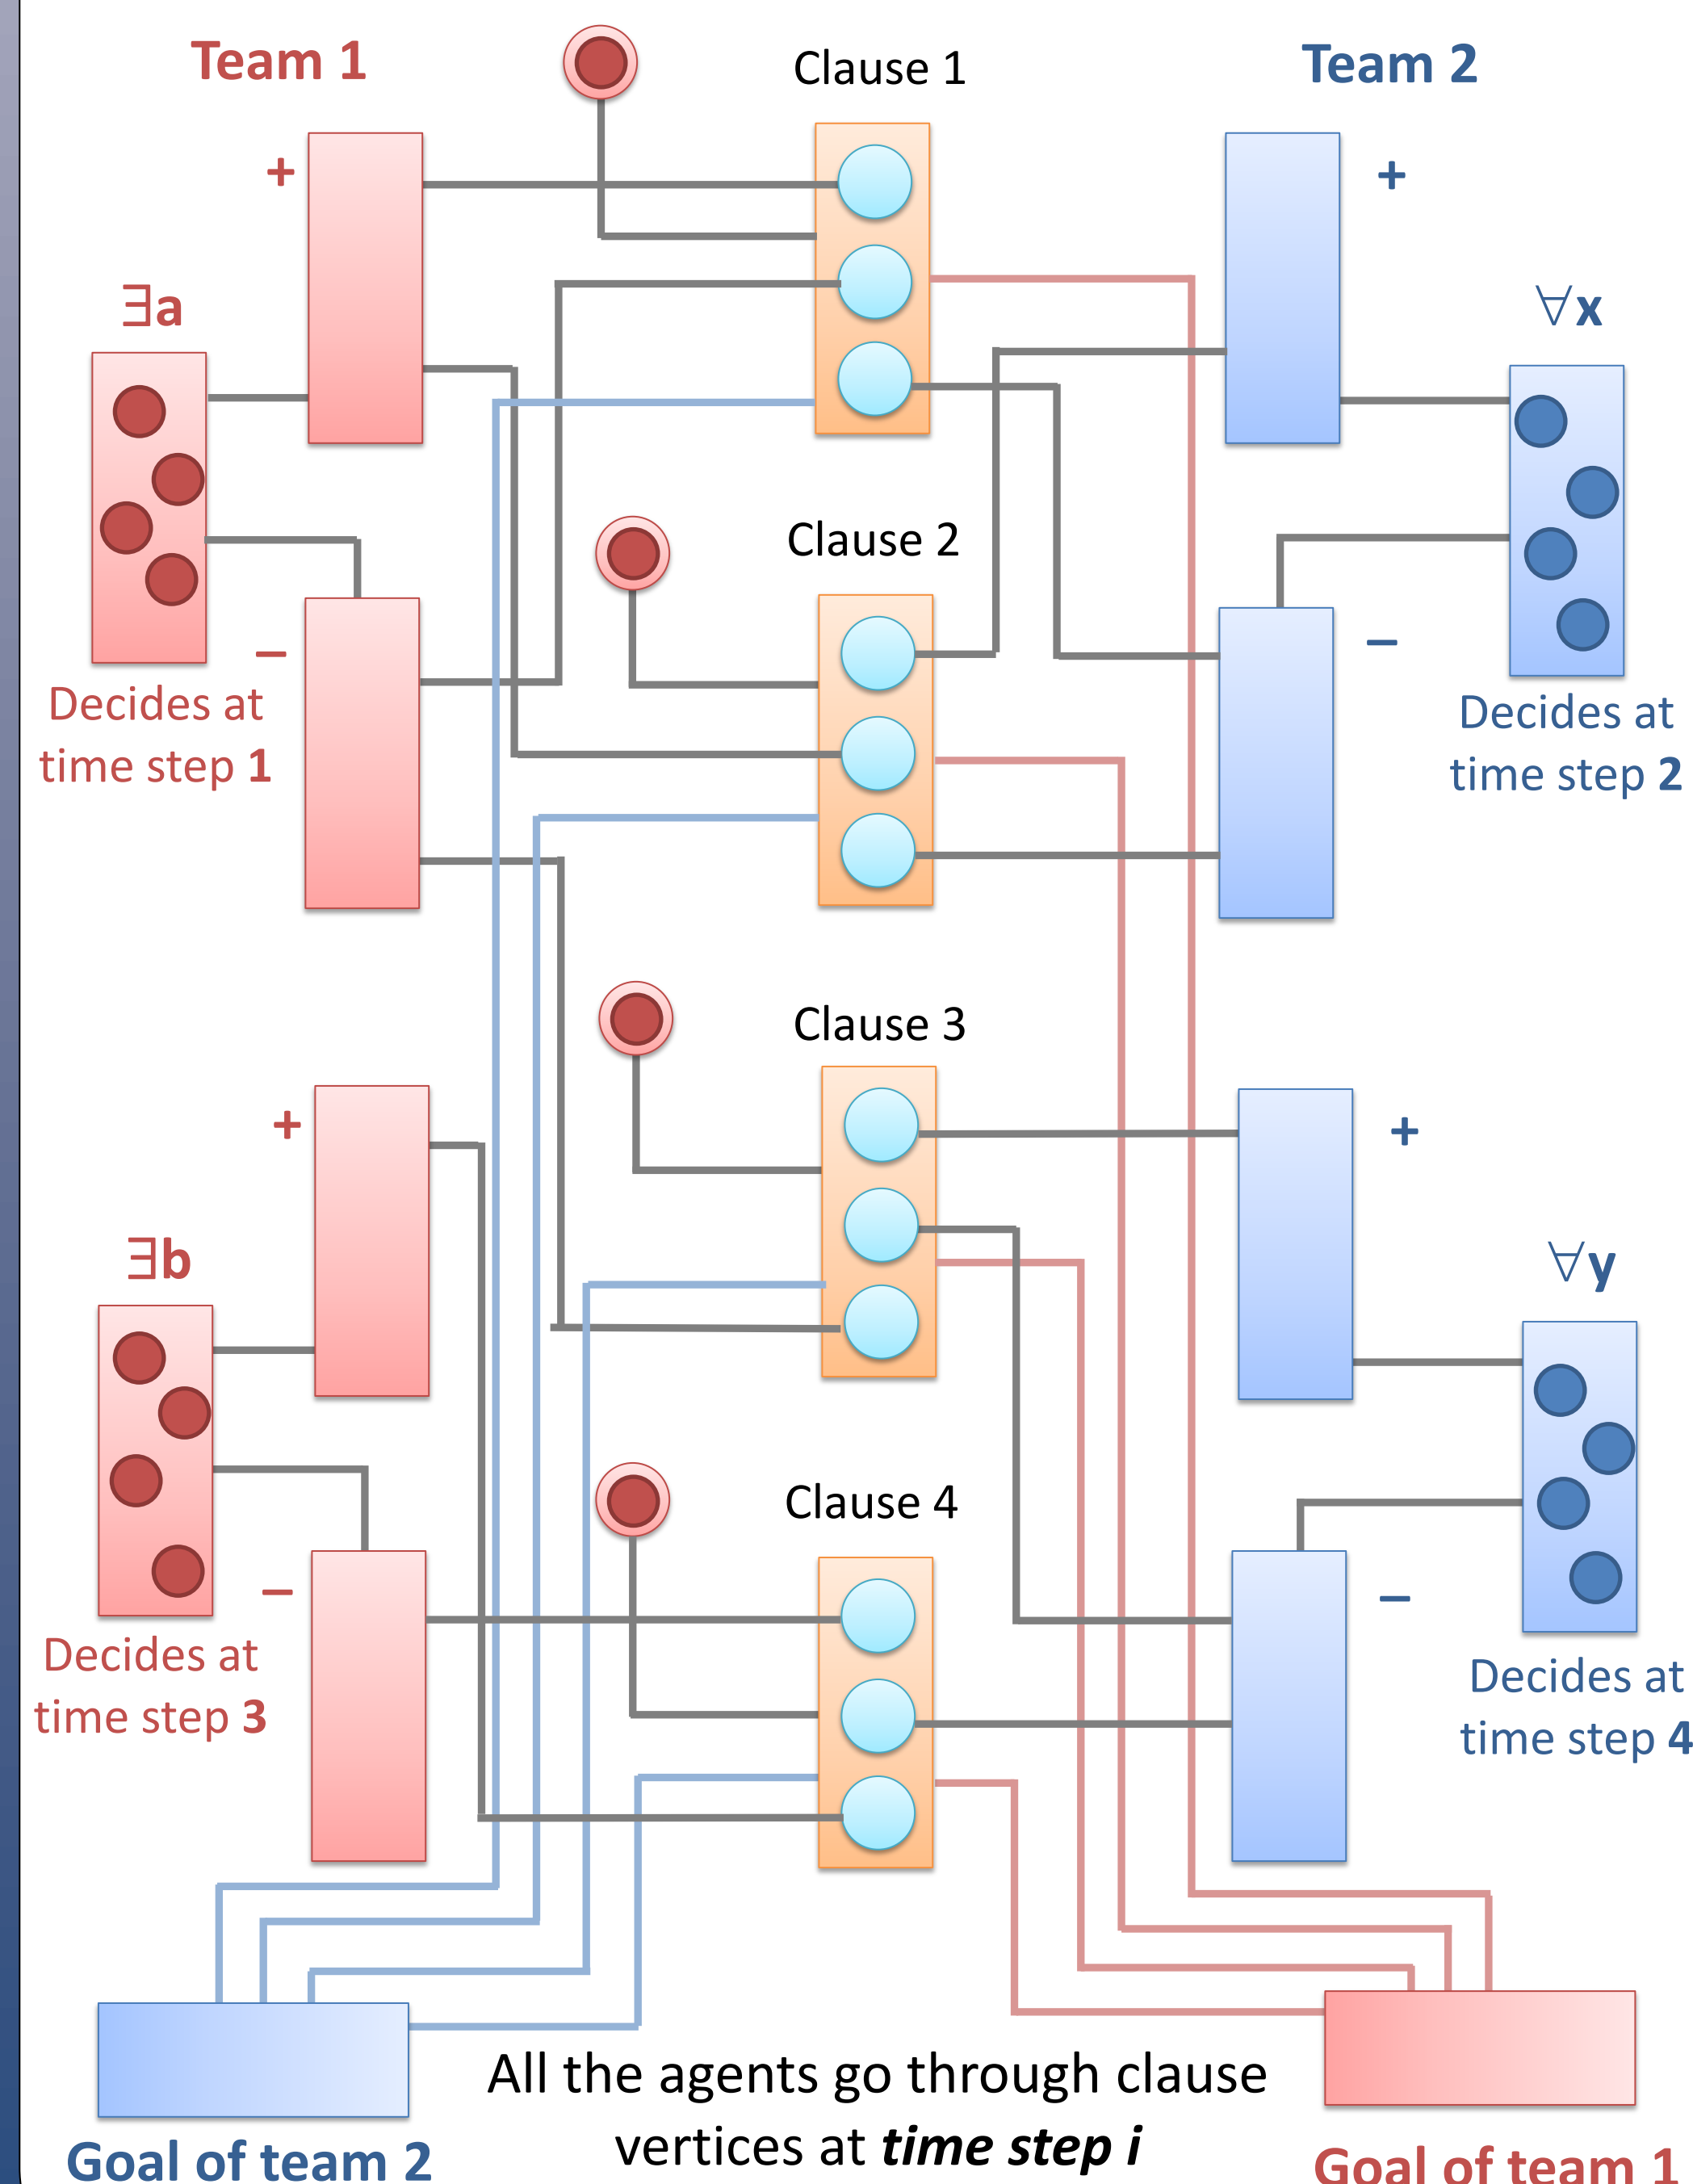 Team 1
Clause 1
Team 2
+
+
∃a
∀x
Clause 2
–
–
Decides at
time step 1
Decides at
time step 2
Clause 3
+
+
∃b
∀y
Clause 4
–
–
Decides at
time step 3
Decides at
time step 4
All the agents go through clause
vertices at time step i
Goal of team 2
Goal of team 1